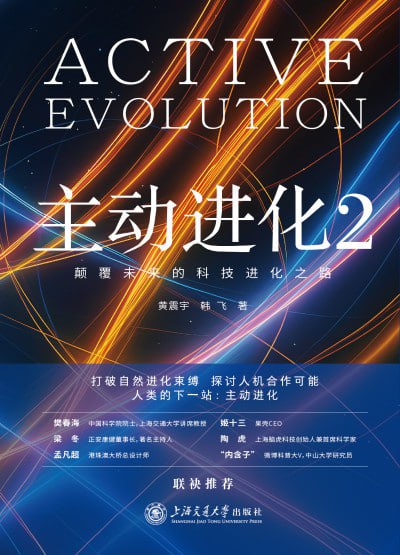 ACTIVE
EVOLUTION
主动进化2
颠覆未来的科技进化之路
黄震宇 韩飞 著
打破自然进化束缚 探讨人机合作可能
人类的下一站：主动进化
樊春海 中国科学院院士，上海交通大学讲席教授
姬十三 果壳CEO
梁冬 正安康健董事长，著名主持人
陶虎 上海脑虎科技创始人兼首席科学家
孟凡超 港珠澳大桥总设计师
“内含子” 微博科普大V，中山大学研究员
联袂推荐
上海交通大学出版社
SHANGHAI JIAO TONG UNIVERSITY PRESS